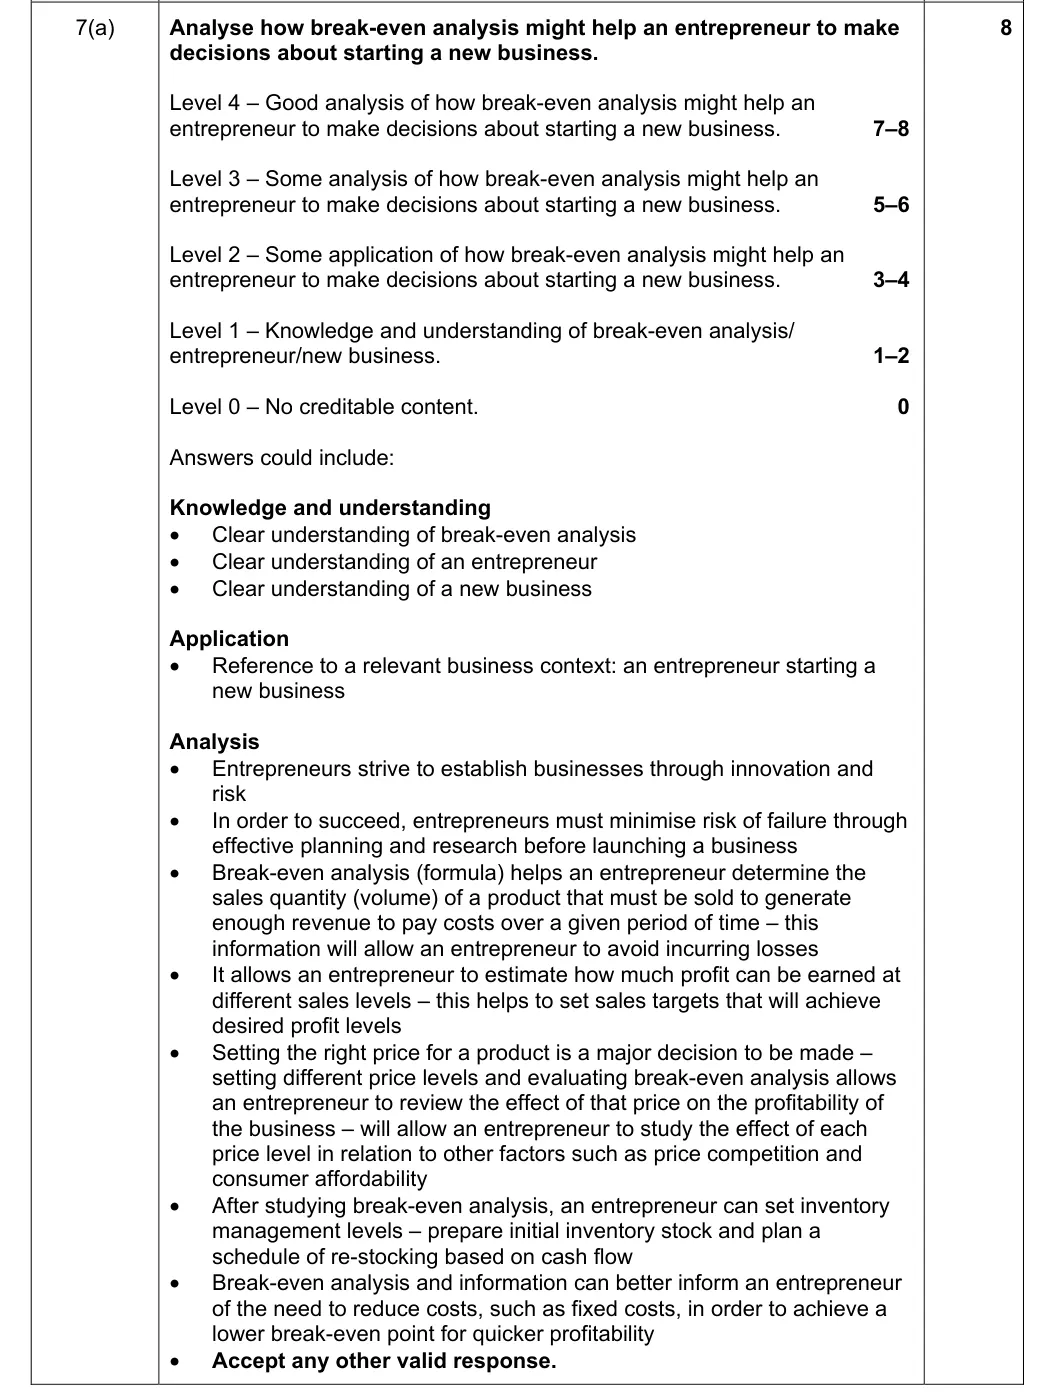 7(a) Analyse how break-even analysis might help an entrepreneur to make 8
decisions about starting a new business.
Level 4 – Good analysis of how break-even analysis might help an
entrepreneur to make decisions about starting a new business. 7–8
Level 3 – Some analysis of how break-even analysis might help an
entrepreneur to make decisions about starting a new business. 5–6
Level 2 – Some application of how break-even analysis might help an
entrepreneur to make decisions about starting a new business. 3–4
Level 1 – Knowledge and understanding of break-even analysis/
entrepreneur/new business. 1–2
Level 0 – No creditable content. 0
Answers could include:
Knowledge and understanding
• Clear understanding of break-even analysis
• Clear understanding of an entrepreneur
• Clear understanding of a new business
Application
• Reference to a relevant business context: an entrepreneur starting a
new business
Analysis
• Entrepreneurs strive to establish businesses through innovation and
risk
• In order to succeed, entrepreneurs must minimise risk of failure through
effective planning and research before launching a business
• Break-even analysis (formula) helps an entrepreneur determine the
sales quantity (volume) of a product that must be sold to generate
enough revenue to pay costs over a given period of time – this
information will allow an entrepreneur to avoid incurring losses
• It allows an entrepreneur to estimate how much profit can be earned at
different sales levels – this helps to set sales targets that will achieve
desired profit levels
• Setting the right price for a product is a major decision to be made –
setting different price levels and evaluating break-even analysis allows
an entrepreneur to review the effect of that price on the profitability of
the business – will allow an entrepreneur to study the effect of each
price level in relation to other factors such as price competition and
consumer affordability
• After studying break-even analysis, an entrepreneur can set inventory
management levels – prepare initial inventory stock and plan a
schedule of re-stocking based on cash flow
• Break-even analysis and information can better inform an entrepreneur
of the need to reduce costs, such as fixed costs, in order to achieve a
lower break-even point for quicker profitability
• Accept any other valid response.